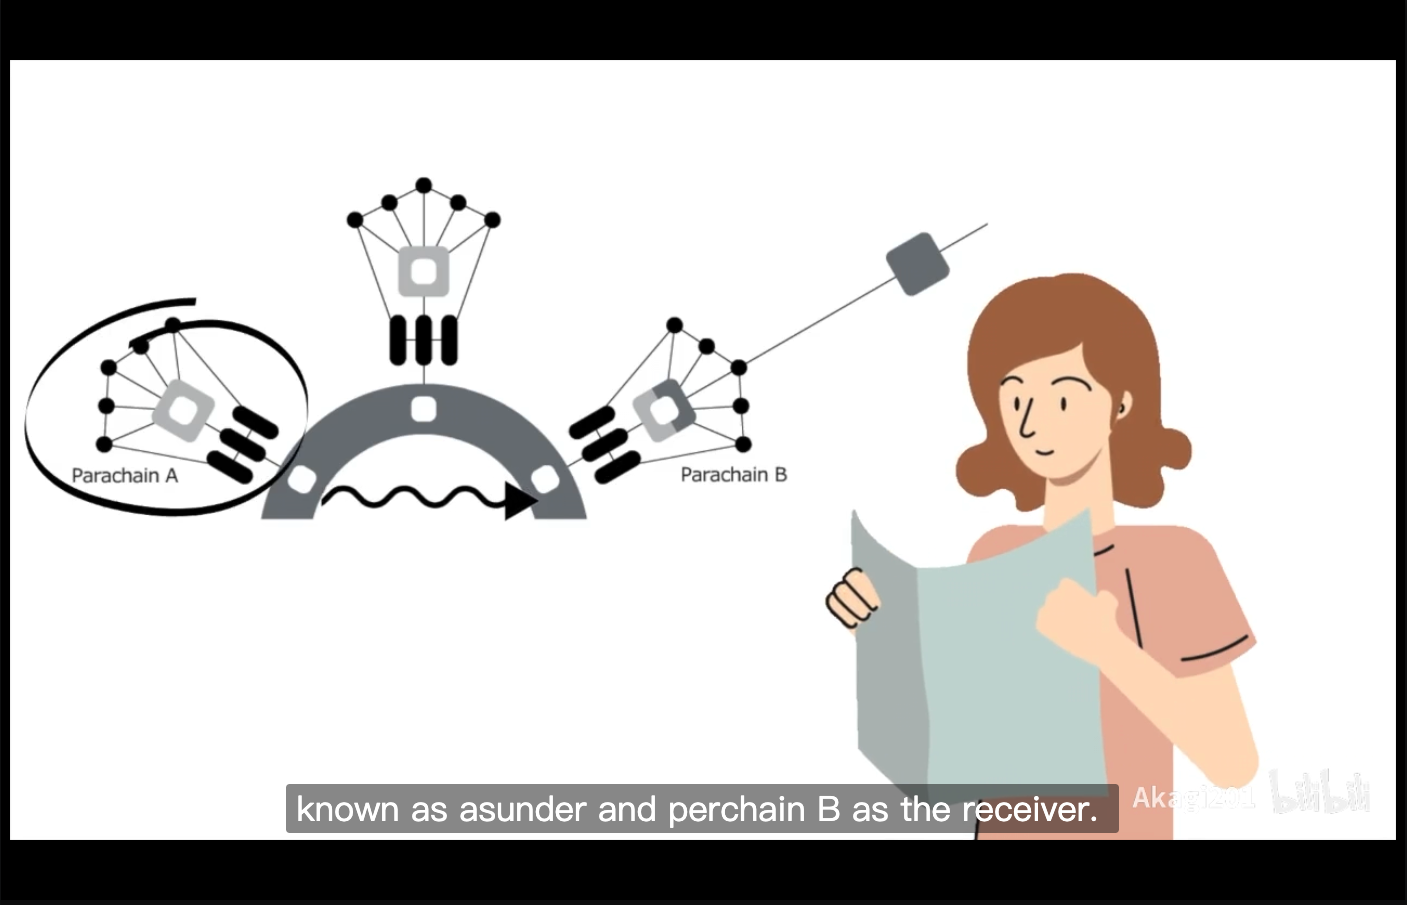 Parachain A
Parachain B
known as asunder and perchain B as the receiver.
Akagi201 bilibili